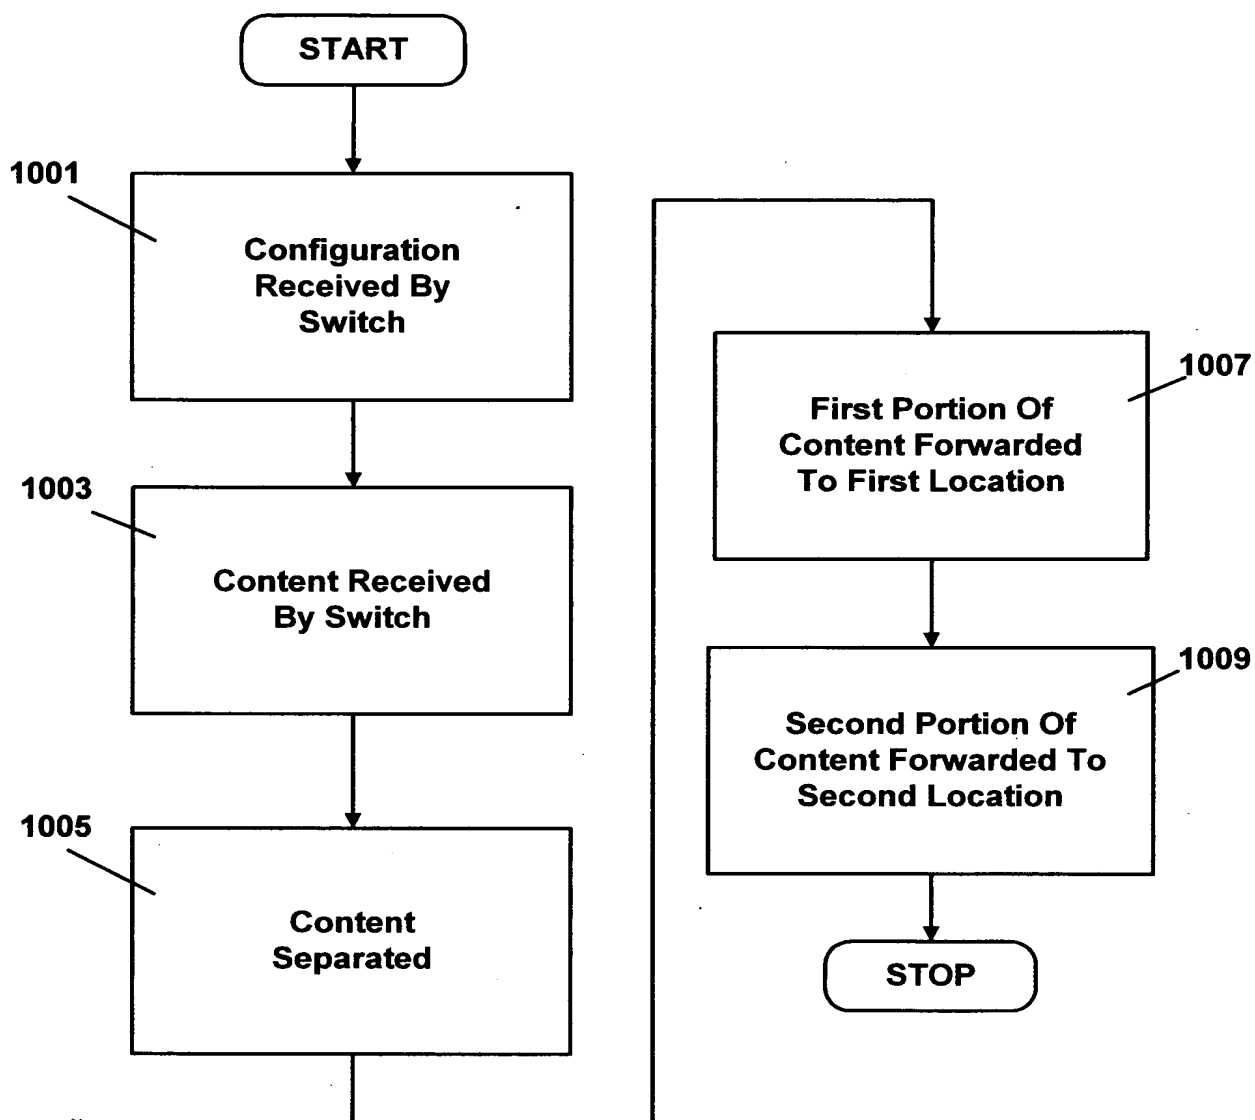 START
1001
Configuration
Received By
Switch
1003
Content Received
By Switch
1005
Content
Separated
1007
First Portion Of
Content Forwarded
To First Location
1009
Second Portion Of
Content Forwarded To
Second Location
STOP